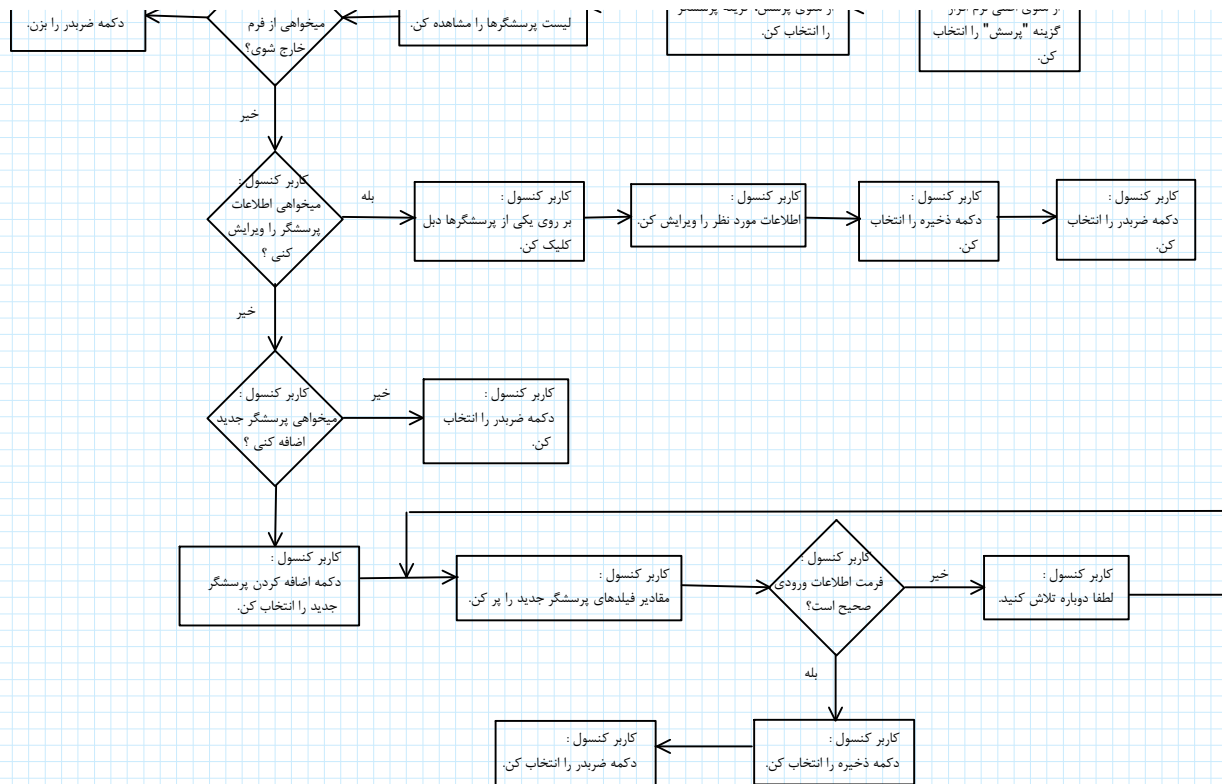 گزینه "پرسش" را انتخاب
کن.
را انتخاب کن.
لیست پرسشگرها را مشاهده کن.
میخواهی از فرم
خارج شوی؟
دکمه ضربدر را بزن.
خیر
کاربر کنسول :
میخواهی اطلاعات
پرسشگر را ویرایش
کنی ؟
بله
کاربر کنسول :
بر روی یکی از پرسشگرها دبل
کلیک کن.
کاربر کنسول :
اطلاعات مورد نظر را ویرایش کن.
کاربر کنسول :
دکمه ذخیره را انتخاب
کن.
کاربر کنسول :
دکمه ضربدر را انتخاب
کن.
خیر
کاربر کنسول :
میخواهی پرسشگر جدید
اضافه کنی ؟
خیر
کاربر کنسول :
دکمه ضربدر را انتخاب
کن.
کاربر کنسول :
دکمه اضافه کردن پرسشگر
جدید را انتخاب کن.
کاربر کنسول :
مقادیر فیلدهای پرسشگر جدید را پر کن.
کاربر کنسول :
فرمت اطلاعات ورودی
صحیح است؟
خیر
کاربر کنسول :
لطفا دوباره تلاش کنید.
بله
کاربر کنسول :
دکمه ذخیره را انتخاب کن.
کاربر کنسول :
دکمه ضربدر را انتخاب کن.